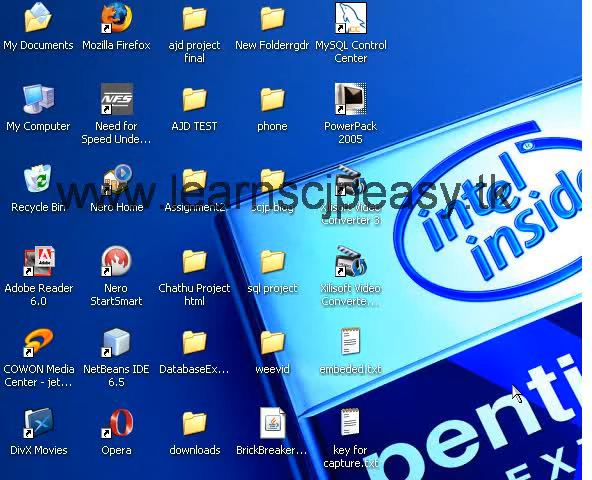 My Documents
Mozilla Firefox
ajd project
final
New Folderrgdr
MySQL Control
Center
My Computer
NFS
Need for
Speed Unde...
AJD TEST
phone
PowerPack
2005
www.learnscjpeasy.tk
Recycle Bin
Nero Home
Assignment2
scjp blog
Xilisoft Video
Converter 3
intel
inside
Adobe Reader
6.0
Nero
StartSmart
Chathu Project
html
sql project
Xilisoft Video
Converte...
COWON Media
Center - jet...
NetBeans IDE
6.5
DatabaseEx...
weevid
embeded.txt
DivX Movies
Opera
downloads
BrickBreaker...
key for
capture.txt
penti
EXT